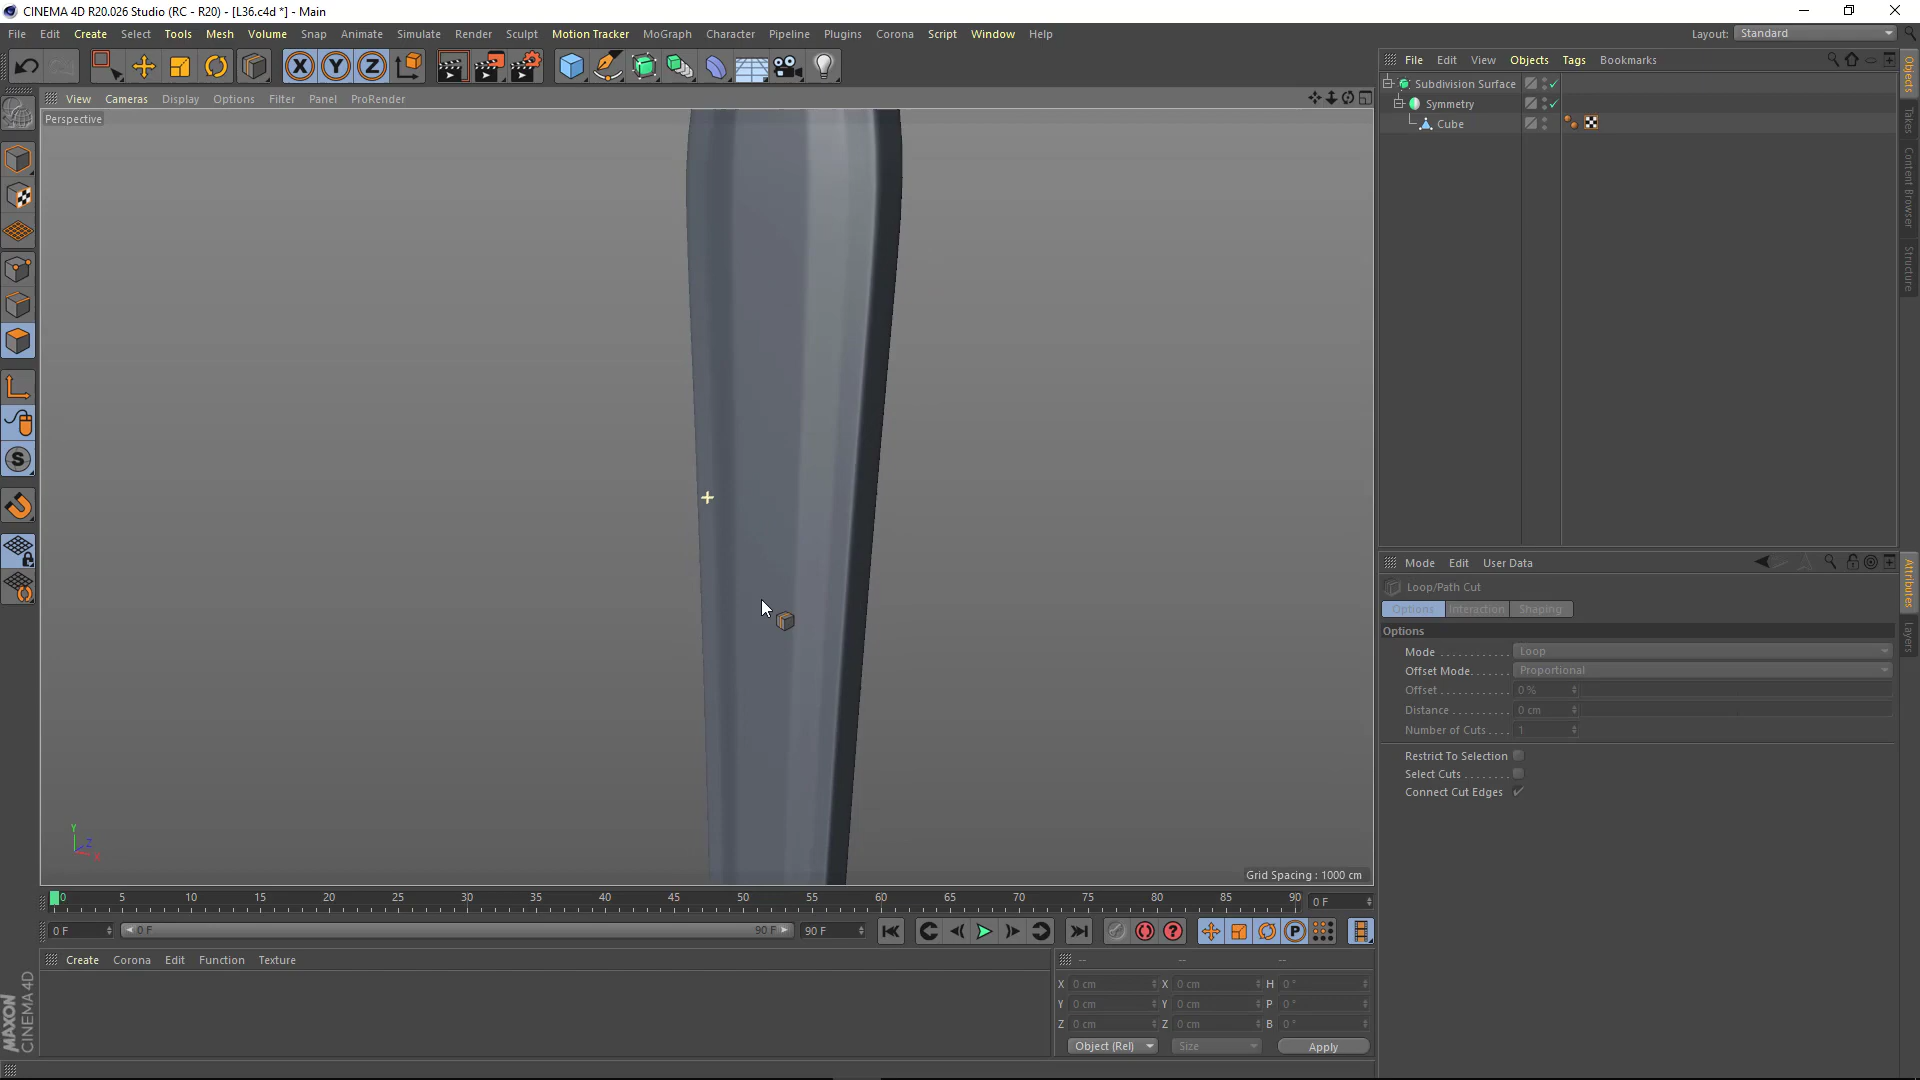 CINEMA 4D R20.026 Studio (RC - R20) - [L36.c4d *] - Main
File Edit Create Select Tools Mesh Volume Snap Animate Simulate Render Sculpt Motion Tracker MoGraph Character Pipeline Plugins Corona Script Window Help
Layout: Standard
File Edit View Objects Tags Bookmarks
Subdivision Surface
Symmetry
Cube
View Cameras Display Options Filter Panel ProRender
Perspective
X Y Z
Objects
Takes
Content Browser
Structure
Mode Edit User Data
Loop/Path Cut
Options Interaction Shaping
Options
Mode Loop
Offset Mode Proportional
Offset 0 %
Distance 0 cm
Number of Cuts 1
Restrict To Selection
Select Cuts
Connect Cut Edges
Attributes
Layers
S
Y
Z
X
Grid Spacing : 1000 cm
0 5 10 15 20 25 30 35 40 45 50 55 60 65 70 75 80 85 90
0 F
0 F 0 F 90 F 90 F
P
Create Corona Edit Function Texture
-- -- --
X 0 cm X 0 cm H 0 °
Y 0 cm Y 0 cm P 0 °
Z 0 cm Z 0 cm B 0 °
Object (Rel) Size Apply
MAXON
CINEMA 4D